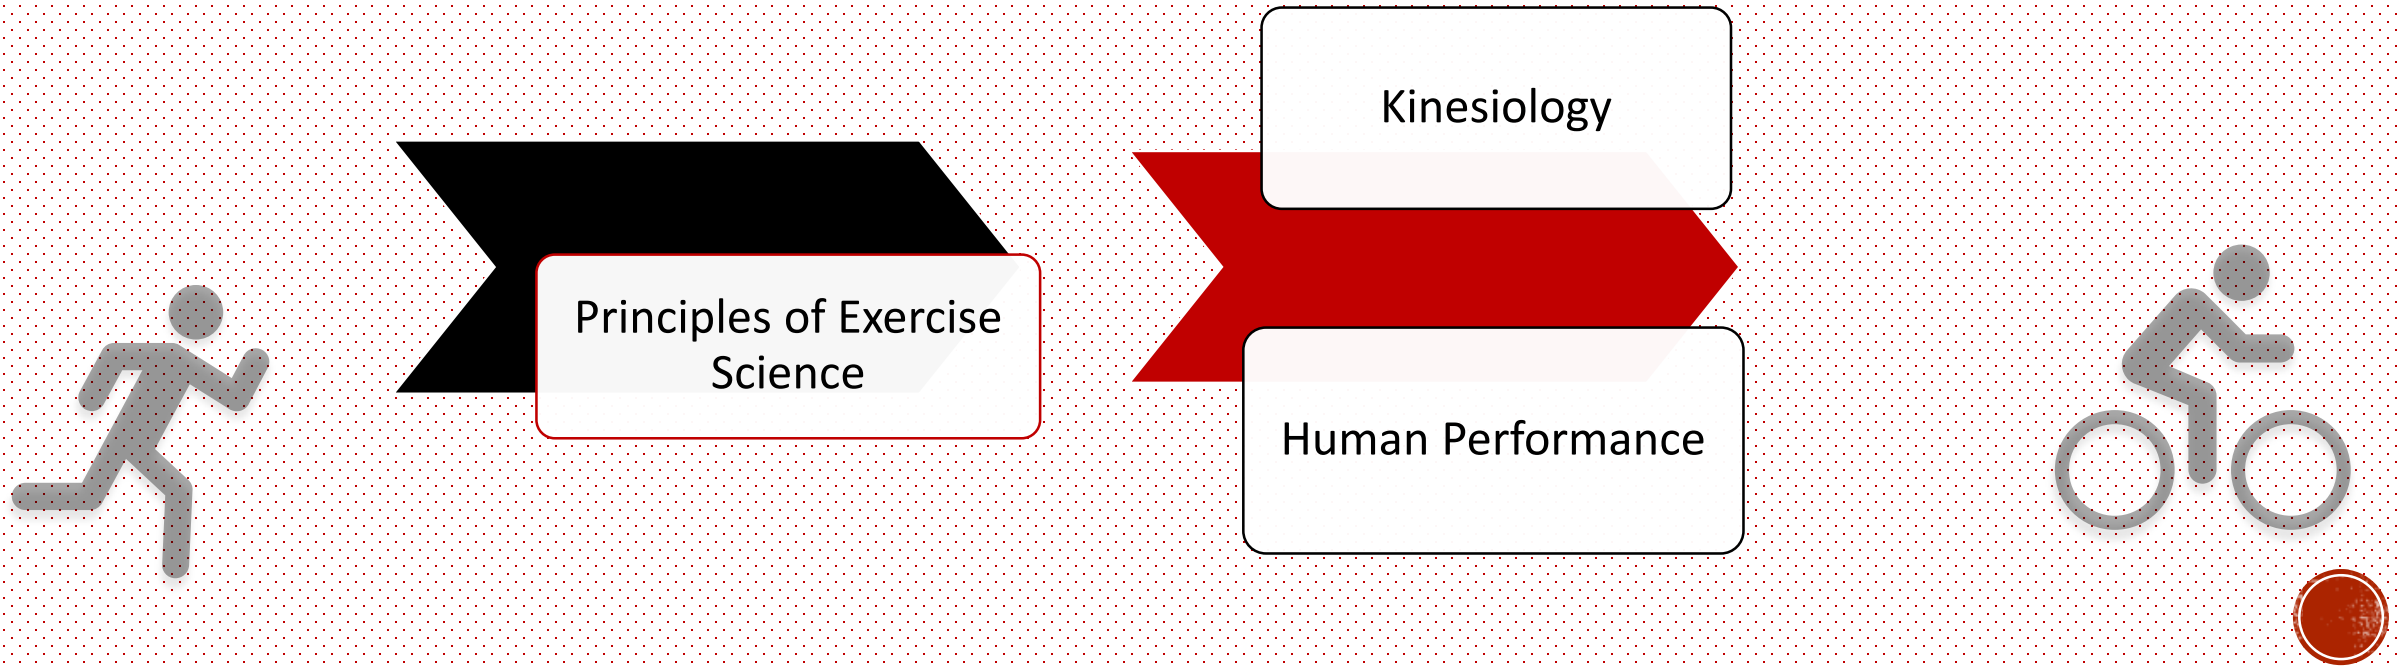 Principles of Exercise
Science
Kinesiology
Human Performance